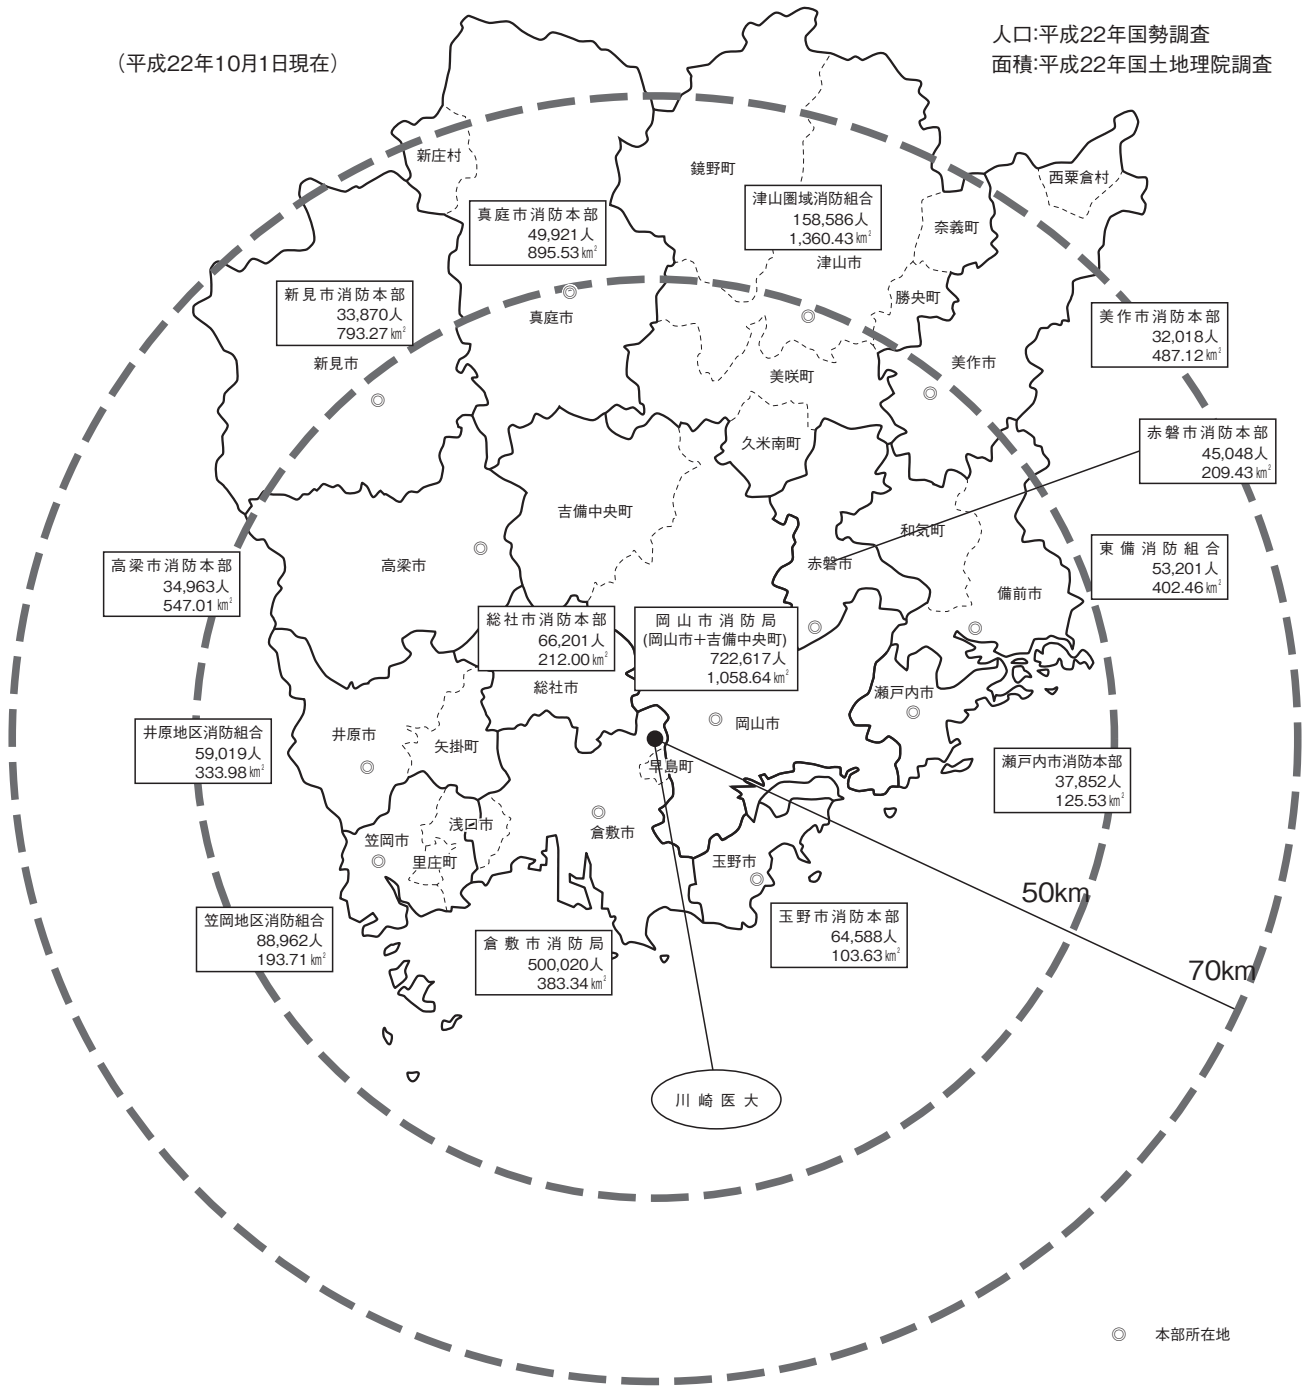 (平成22年10月1日現在)
人口:平成22年国勢調査
面積:平成22年国土地理院調査
新庄村
鏡野町
西粟倉村
津山圏域消防組合
158,586人
1,360.43㎢
真庭市消防本部
49,921人
895.53㎢
奈義町
津山市
新見市消防本部
33,870人
793.27㎢
勝央町
真庭市
美作市消防本部
32,018人
487.12㎢
新見市
美咲町
美作市
赤磐市消防本部
45,048人
209.43㎢
久米南町
吉備中央町
和気町
高梁市
赤磐市
東備消防組合
53,201人
402.46㎢
高梁市消防本部
34,963人
547.01㎢
備前市
総社市消防本部
66,201人
212.00㎢
岡山市消防局
(岡山市+吉備中央町)
722,617人
1,058.64㎢
総社市
瀬戸内市
井原地区消防組合
59,019人
333.98㎢
井原市
矢掛町
岡山市
早島町
瀬戸内市消防本部
37,852人
125.53㎢
浅口市
倉敷市
笠岡市
里庄町
玉野市
50km
笠岡地区消防組合
88,962人
193.71㎢
倉敷市消防局
500,020人
383.34㎢
玉野市消防本部
64,588人
103.63㎢
70km
川崎医大
◎ 本部所在地